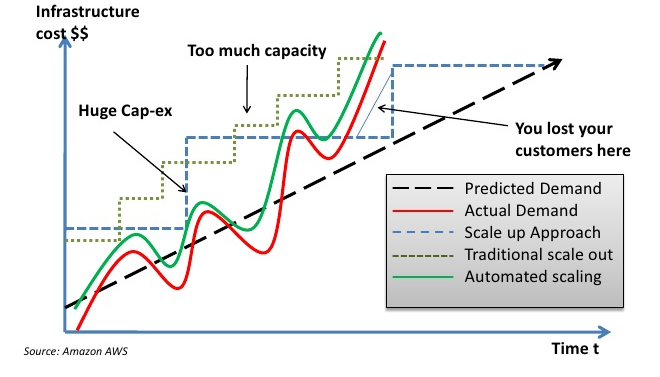 Infrastructure
cost $$
Too much capacity
Huge Cap-ex
You lost your
customers here
Predicted Demand
Actual Demand
Scale up Approach
Traditional scale out
Automated scaling
Source: Amazon AWS
Time t